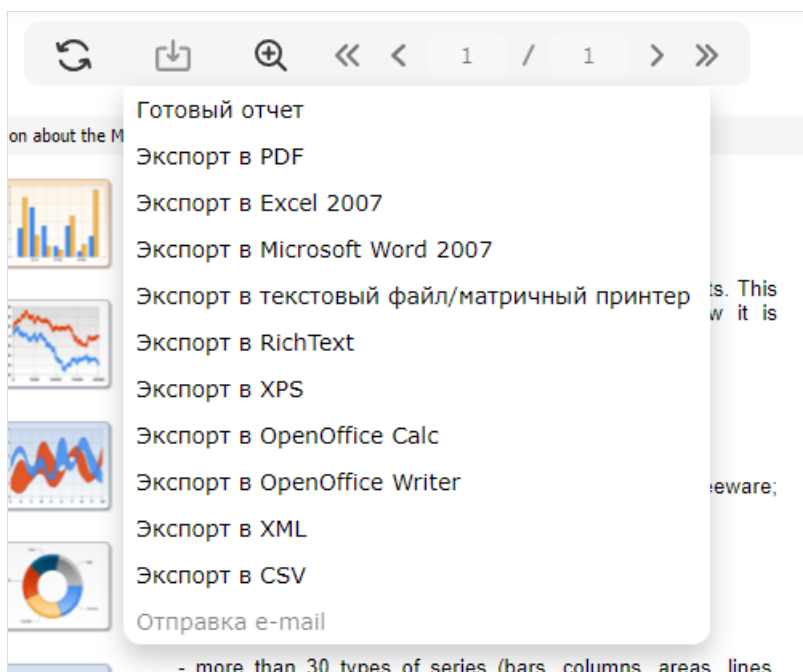 1 / 1
Готовый отчет
on about the M
Экспорт в PDF
Экспорт в Excel 2007
Экспорт в Microsoft Word 2007
Экспорт в текстовый файл/матричный принтер
ts. This
w it is
Экспорт в RichText
Экспорт в XPS
Экспорт в OpenOffice Calc
Экспорт в OpenOffice Writer
eeware;
Экспорт в XML
Экспорт в CSV
Отправка e-mail
- more than 30 types of series (bars, columns, areas, lines,